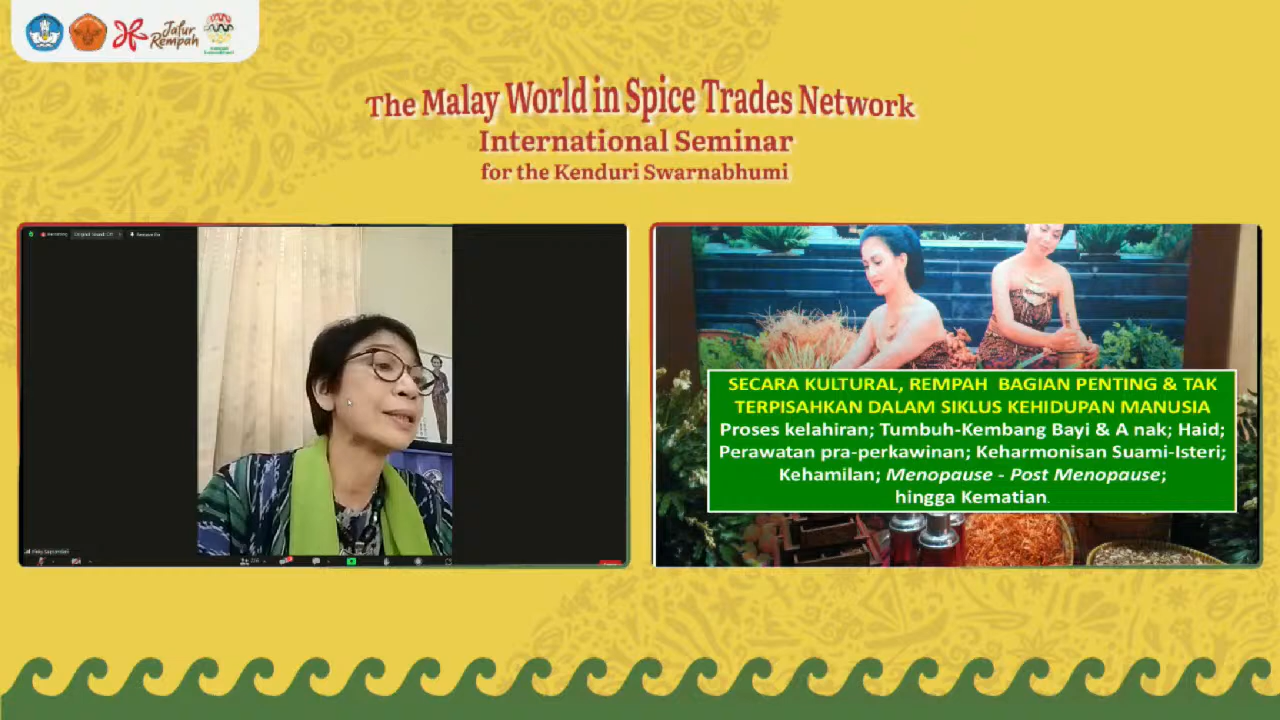 Jalur
Rempah
The Malay World in Spice Trades Network
International Seminar
for the Kenduri Swarnabhumi
SECARA KULTURAL, REMPAH BAGIAN PENTING & TAK
TERPISAHKAN DALAM SIKLUS KEHIDUPAN MANUSIA
Proses kelahiran; Tumbuh-Kembang Bayi & A nak; Haid;
Perawatan pra-perkawinan; Keharmonisan Suami-Isteri;
Kehamilan; Menopause - Post Menopause;
hingga Kematian.